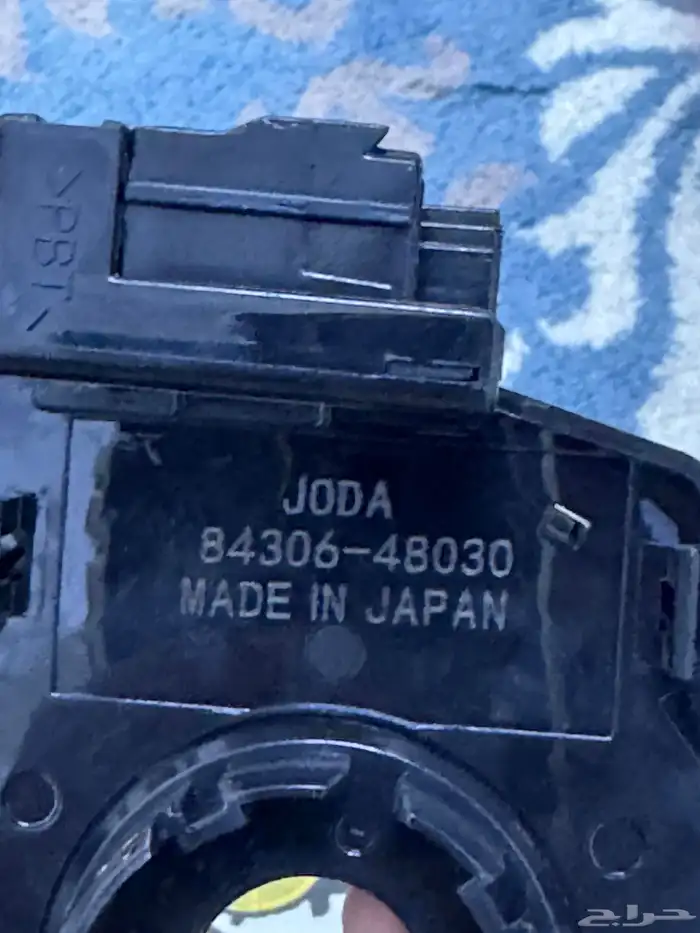 >PBT<
JODA
84306-48030
MADE IN JAPAN
حراج